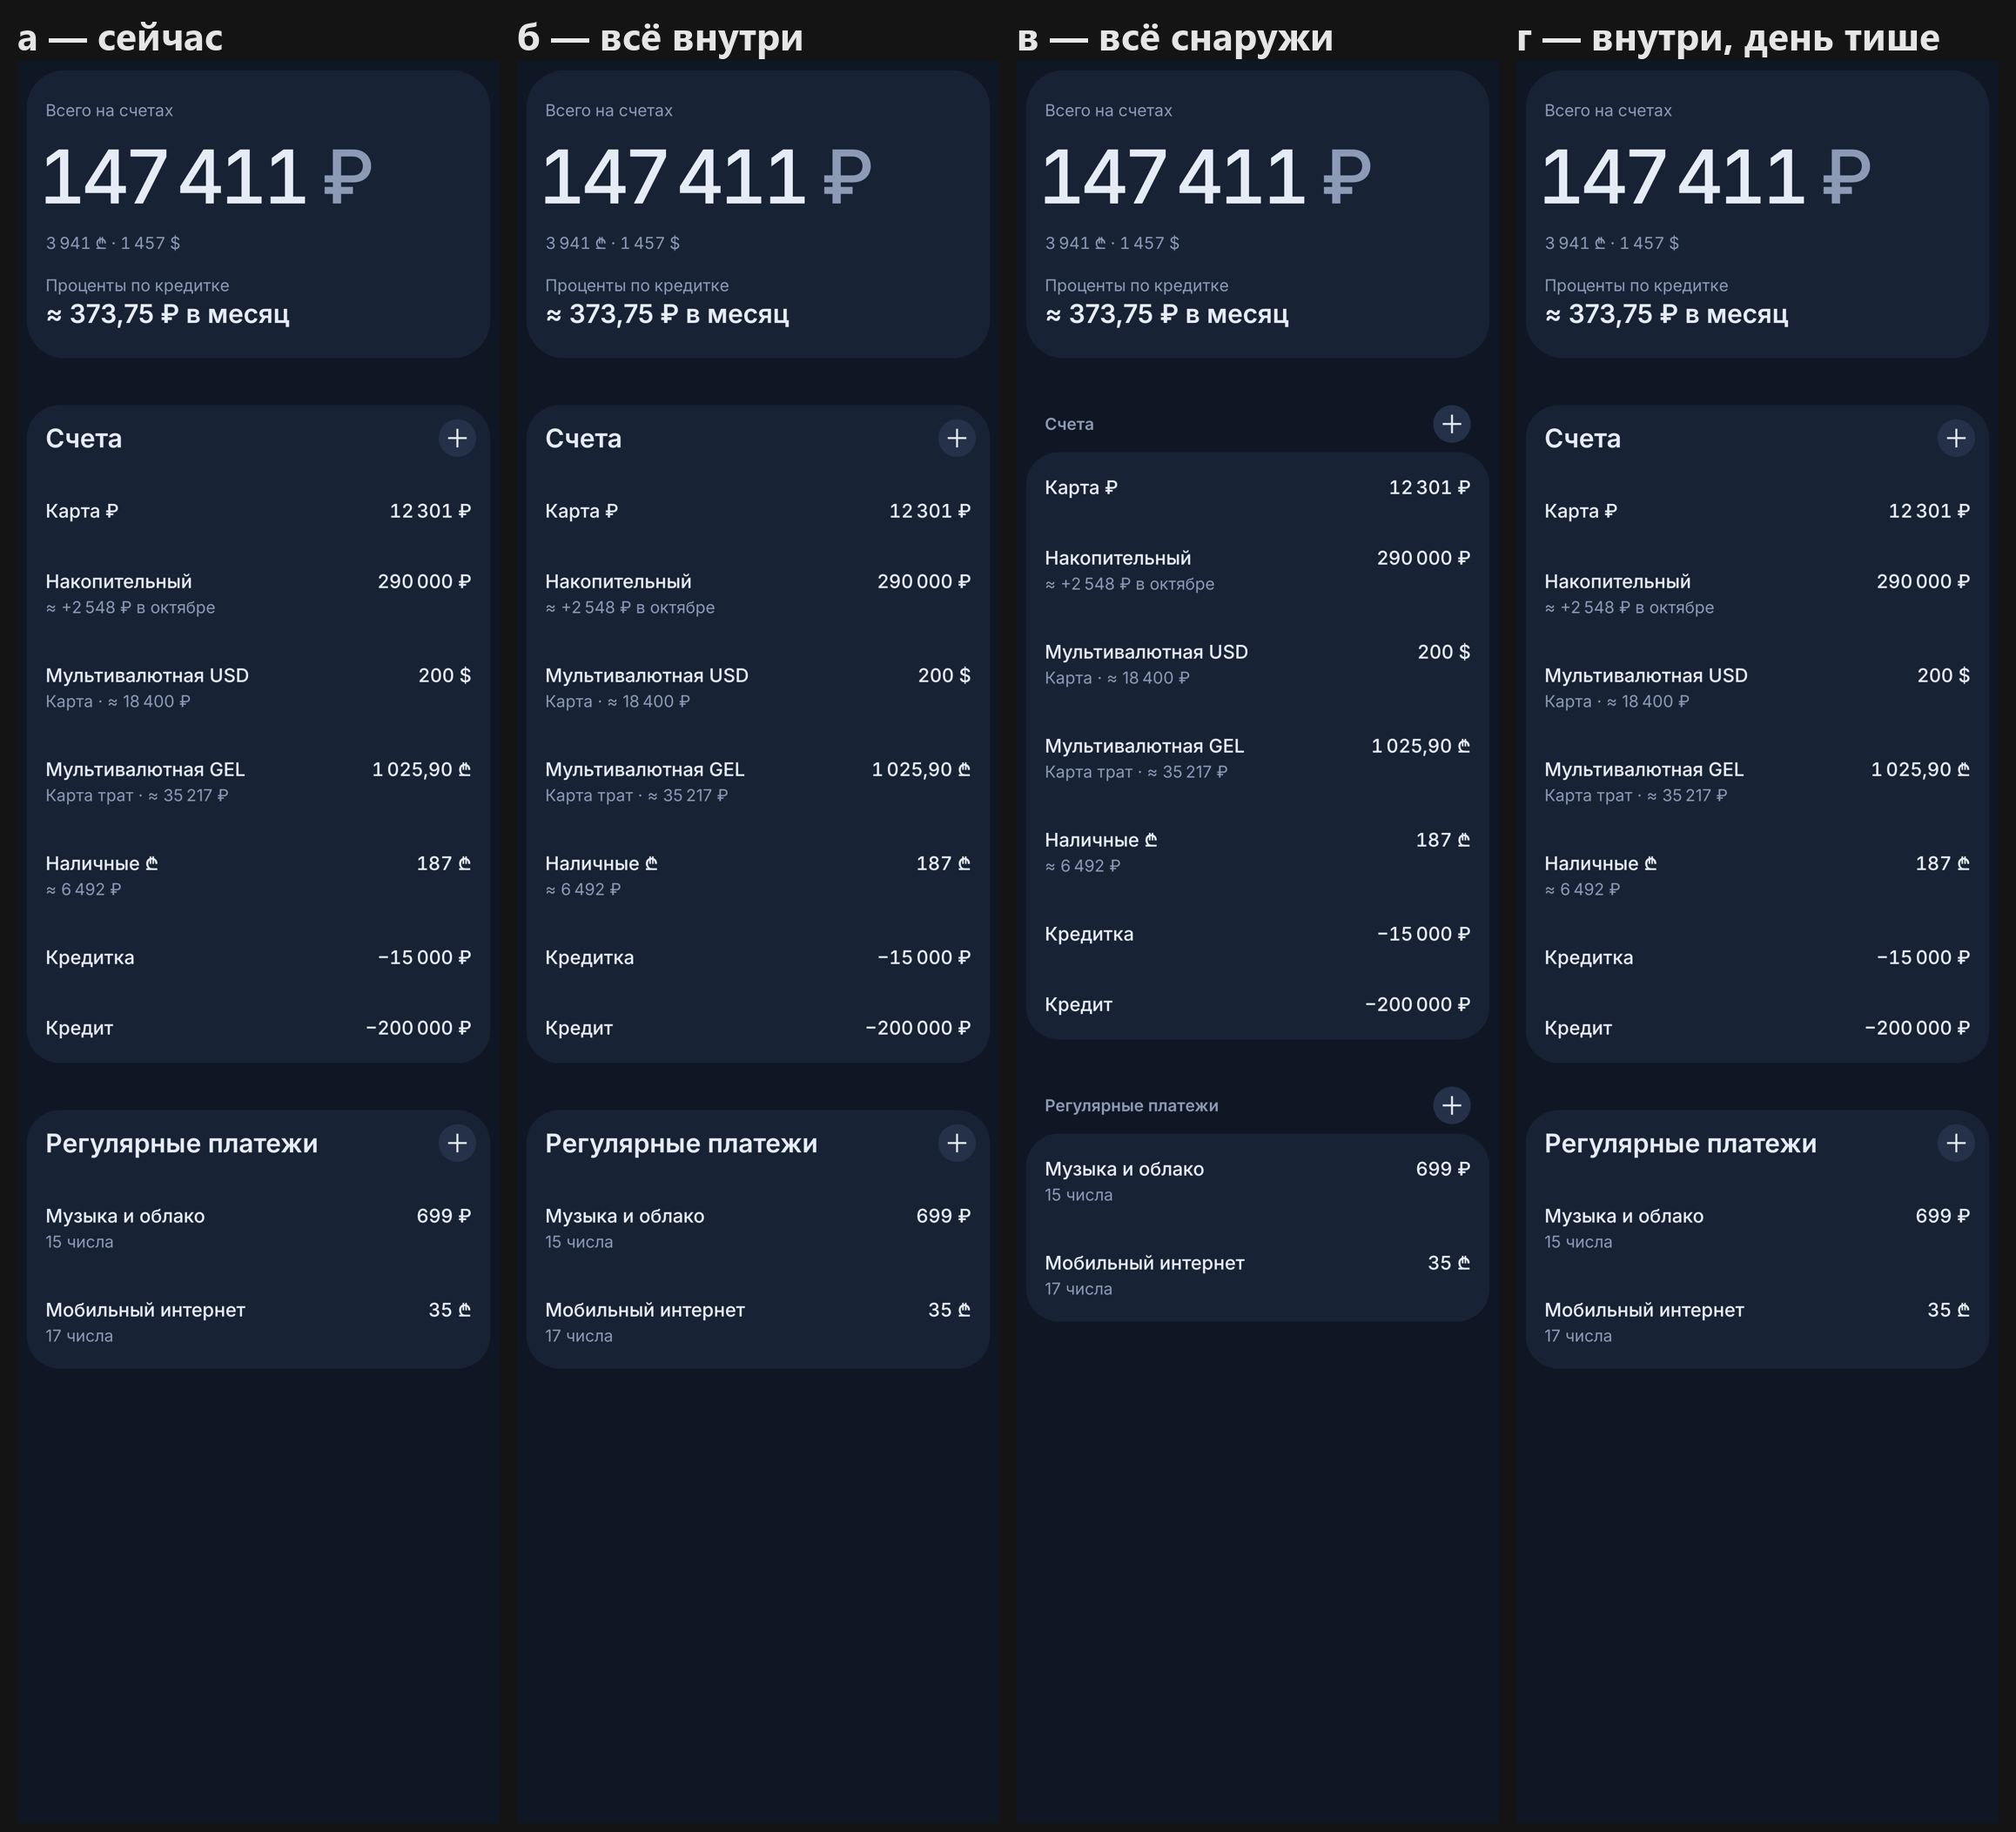 а — сейчас
Всего на счетах
147 411 ₽
3 941 ₾ · 1 457 $
Проценты по кредитке
≈ 373,75 ₽ в месяц
Счета
Карта ₽ 12 301 ₽
Накопительный 290 000 ₽
≈ +2 548 ₽ в октябре
Мультивалютная USD 200 $
Карта · ≈ 18 400 ₽
Мультивалютная GEL 1 025,90 ₾
Карта трат · ≈ 35 217 ₽
Наличные ₾ 187 ₾
≈ 6 492 ₽
Кредитка −15 000 ₽
Кредит −200 000 ₽
Регулярные платежи
Музыка и облако 699 ₽
15 числа
Мобильный интернет 35 ₾
17 числа
б — всё внутри
Всего на счетах
147 411 ₽
3 941 ₾ · 1 457 $
Проценты по кредитке
≈ 373,75 ₽ в месяц
Счета
Карта ₽ 12 301 ₽
Накопительный 290 000 ₽
≈ +2 548 ₽ в октябре
Мультивалютная USD 200 $
Карта · ≈ 18 400 ₽
Мультивалютная GEL 1 025,90 ₾
Карта трат · ≈ 35 217 ₽
Наличные ₾ 187 ₾
≈ 6 492 ₽
Кредитка −15 000 ₽
Кредит −200 000 ₽
Регулярные платежи
Музыка и облако 699 ₽
15 числа
Мобильный интернет 35 ₾
17 числа
в — всё снаружи
Всего на счетах
147 411 ₽
3 941 ₾ · 1 457 $
Проценты по кредитке
≈ 373,75 ₽ в месяц
Счета
Карта ₽ 12 301 ₽
Накопительный 290 000 ₽
≈ +2 548 ₽ в октябре
Мультивалютная USD 200 $
Карта · ≈ 18 400 ₽
Мультивалютная GEL 1 025,90 ₾
Карта трат · ≈ 35 217 ₽
Наличные ₾ 187 ₾
≈ 6 492 ₽
Кредитка −15 000 ₽
Кредит −200 000 ₽
Регулярные платежи
Музыка и облако 699 ₽
15 числа
Мобильный интернет 35 ₾
17 числа
г — внутри, день тише
Всего на счетах
147 411 ₽
3 941 ₾ · 1 457 $
Проценты по кредитке
≈ 373,75 ₽ в месяц
Счета
Карта ₽ 12 301 ₽
Накопительный 290 000 ₽
≈ +2 548 ₽ в октябре
Мультивалютная USD 200 $
Карта · ≈ 18 400 ₽
Мультивалютная GEL 1 025,90 ₾
Карта трат · ≈ 35 217 ₽
Наличные ₾ 187 ₾
≈ 6 492 ₽
Кредитка −15 000 ₽
Кредит −200 000 ₽
Регулярные платежи
Музыка и облако 699 ₽
15 числа
Мобильный интернет 35 ₾
17 числа